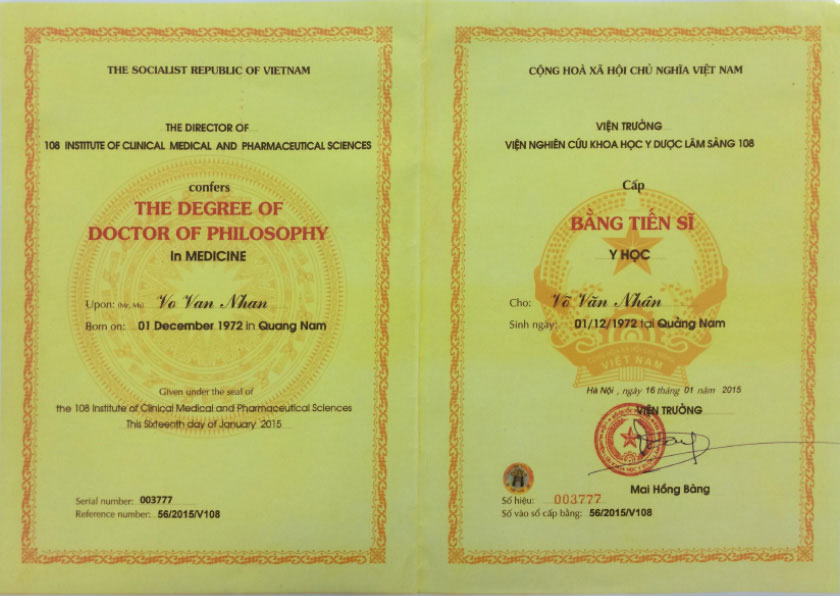 THE SOCIALIST REPUBLIC OF VIETNAM
THE DIRECTOR OF
108 INSTITUTE OF CLINICAL MEDICAL AND PHARMACEUTICAL SCIENCES
confers
THE DEGREE OF
DOCTOR OF PHILOSOPHY
In MEDICINE
Upon: (Mr, Ms) Vo Van Nhan
Born on: 01 December 1972 in Quang Nam
Given under the seal of
the 108 Institute of Clinical Medical and Pharmaceutical Sciences
This Sixteenth day of January 2015
Serial number: 003777
Reference number: 56/2015/V108
CỘNG HOÀ XÃ HỘI CHỦ NGHĨA VIỆT NAM
VIỆN TRƯỞNG
VIỆN NGHIÊN CỨU KHOA HỌC Y DƯỢC LÂM SÀNG 108
Cấp
BẰNG TIẾN SĨ
Y HỌC
Cho: Võ Văn Nhân
Sinh ngày: 01/12/1972 tại Quảng Nam
VIỆT NAM
Hà Nội , ngày 16 tháng 01 năm 2015
VIỆN TRƯỞNG
Mai Hồng Bàng
Số hiệu: 003777
Số vào sổ cấp bằng: 56/2015/V108